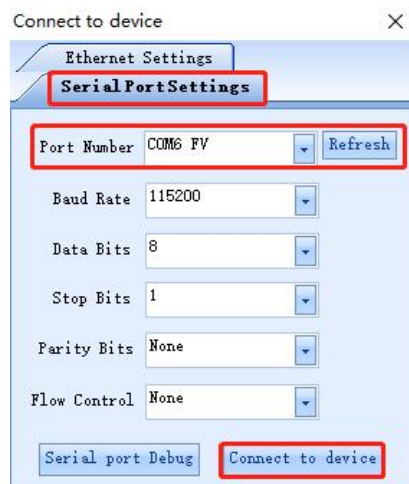 Connect to device
Ethernet Settings
SerialPortSettings
Port Number COM6 FV Refresh
Baud Rate 115200
Data Bits 8
Stop Bits 1
Parity Bits None
Flow Control None
Serial port Debug Connect to device